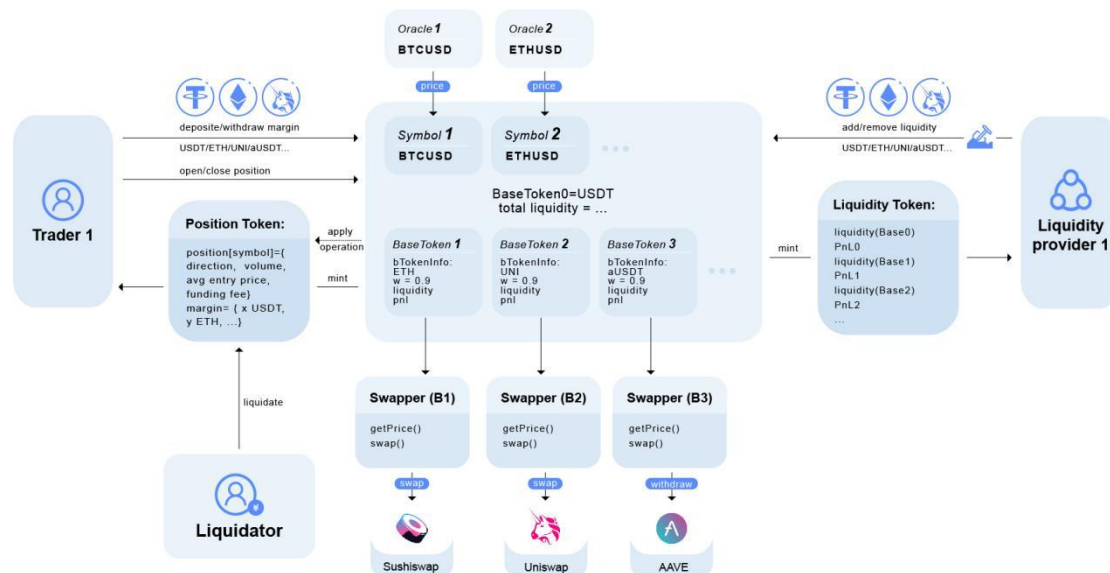 Oracle 1
BTCUSD
Oracle 2
ETHUSD
price
price
deposite/withdraw margin
USDT/ETH/UNI/aUSDT...
open/close position
Trader 1
Symbol 1
BTCUSD
Symbol 2
ETHUSD
BaseToken0=USDT
total liquidity = ...
add/remove liquidity
USDT/ETH/UNI/aUSDT...
Liquidity
provider 1
Position Token:
position[symbol]={
direction, volume,
avg entry price,
funding fee}
margin= { x USDT,
y ETH, ...}
apply
operation
mint
BaseToken 1
bTokenInfo:
ETH
w = 0.9
liquidity
pnl
BaseToken 2
bTokenInfo:
UNI
w = 0.9
liquidity
pnl
BaseToken 3
bTokenInfo:
aUSDT
w = 0.9
liquidity
pnl
mint
Liquidity Token:
liquidity(Base0)
PnL0
liquidity(Base1)
PnL1
liquidity(Base2)
PnL2
...
liquidate
Liquidator
Swapper (B1)
getPrice()
swap()
Swapper (B2)
getPrice()
swap()
Swapper (B3)
getPrice()
swap()
swap
swap
withdraw
Sushiswap
Uniswap
AAVE